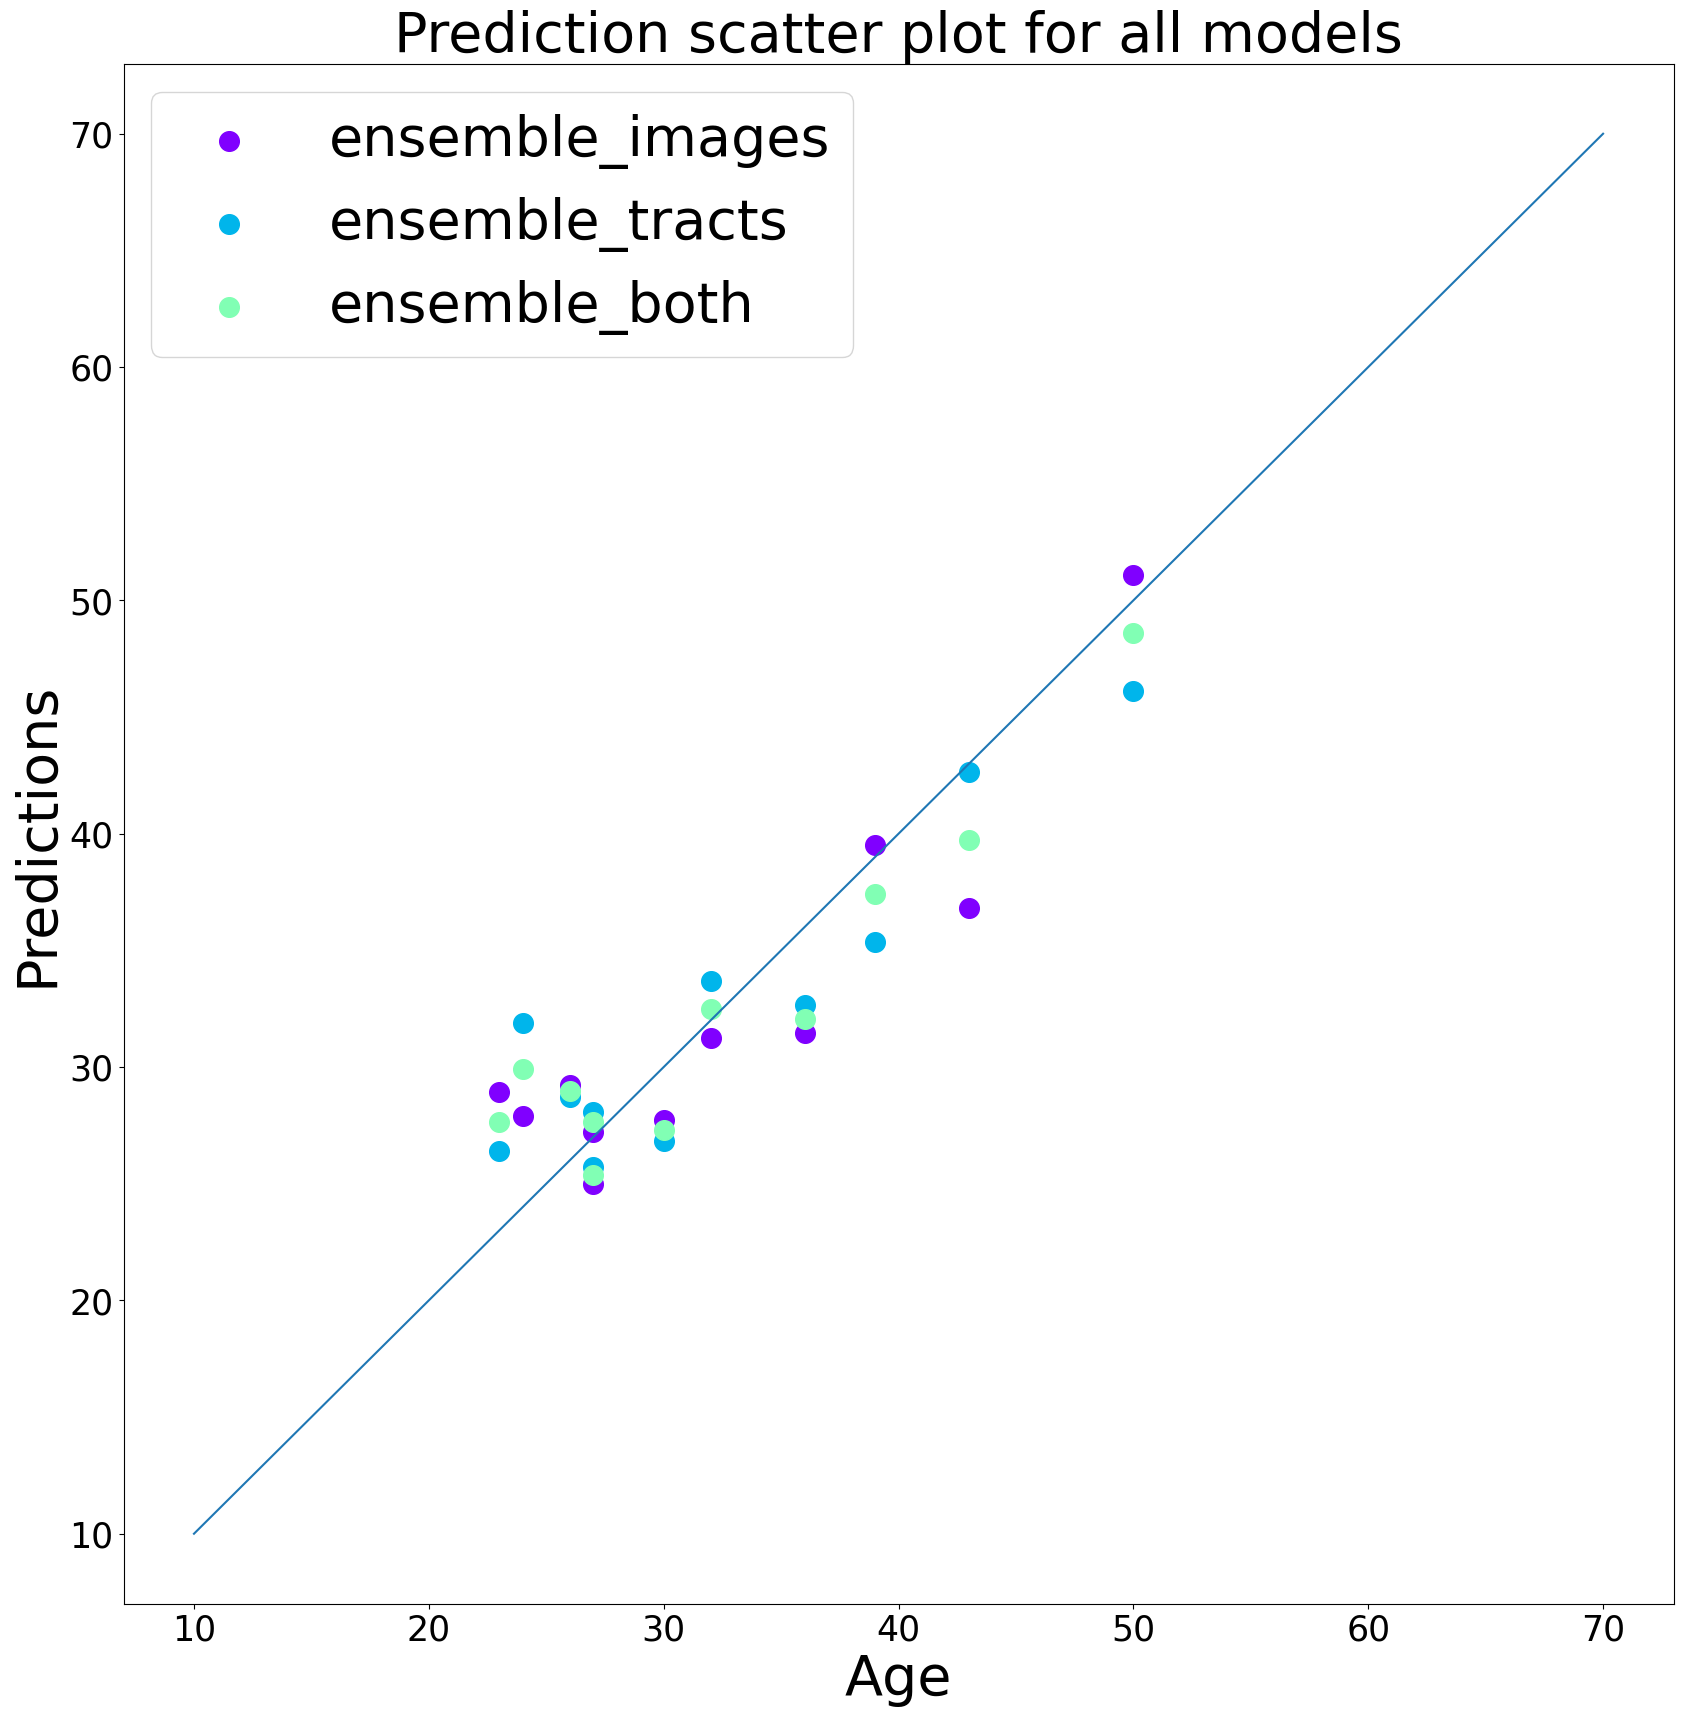 Prediction scatter plot for all models
ensemble_images
ensemble_tracts
ensemble_both
Predictions
70
60
50
40
30
20
10
10 20 30 40 50 60 70
Age